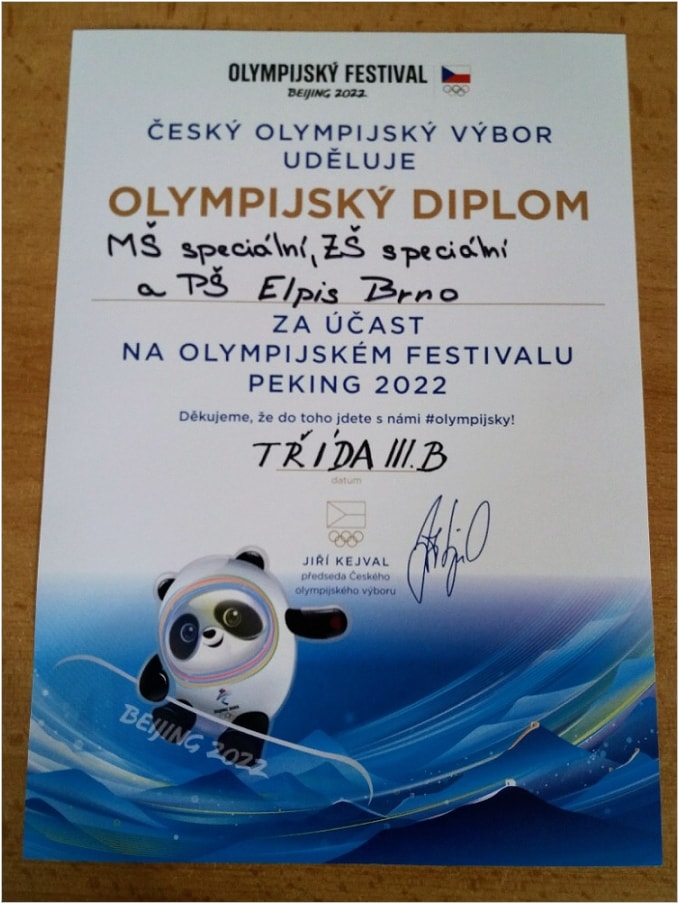 OLYMPIJSKÝ FESTIVAL
BEIJING 2022
ČESKÝ OLYMPIJSKÝ VÝBOR
UDĚLUJE
OLYMPIJSKÝ DIPLOM
MŠ speciální, ZŠ speciální
a PŠ Elpis Brno
ZA ÚČAST
NA OLYMPIJSKÉM FESTIVALU
PEKING 2022
Děkujeme, že do toho jdete s námi #olympijsky!
TŘÍDA III.B
datum
JIŘÍ KEJVAL
předseda Českého
olympijského výboru
BEIJING 2022